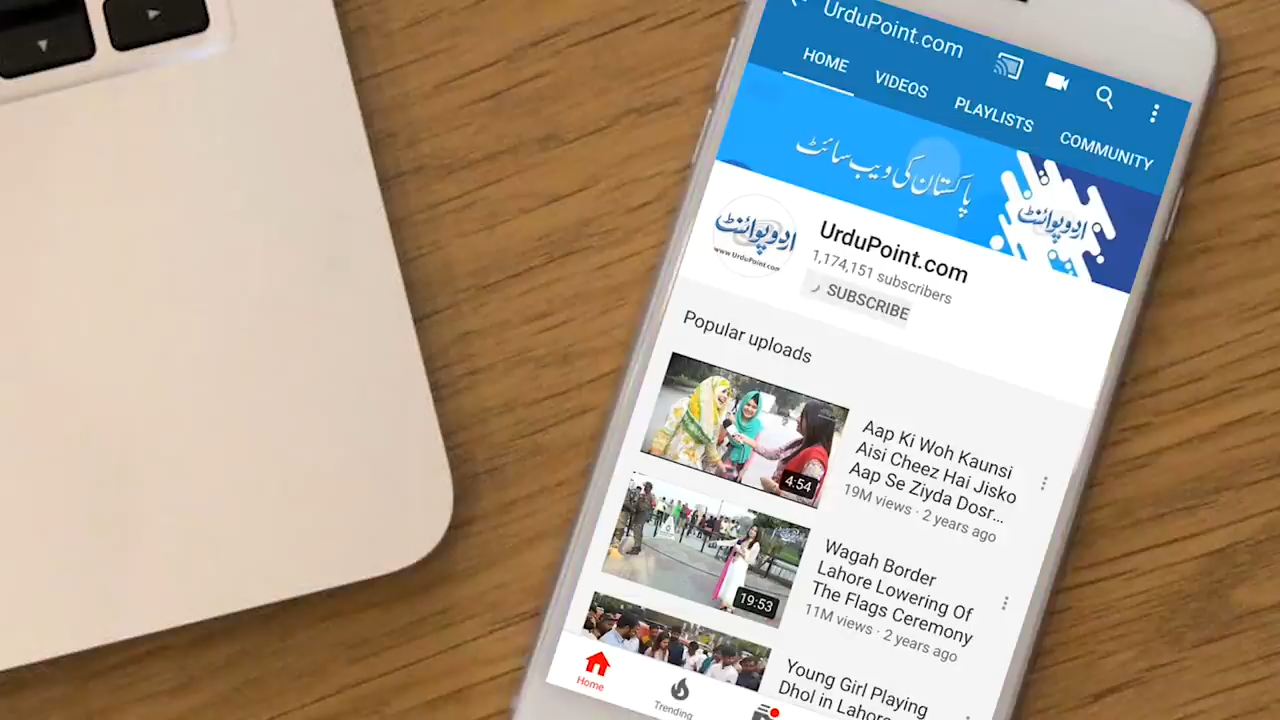 UrduPoint.com
HOME VIDEOS PLAYLISTS COMMUNITY
پاکستان کی ویب سائٹ
اردو پوائنٹ
اردو پوائنٹ
www.UrduPoint.com
UrduPoint.com
1,174,151 subscribers
SUBSCRIBE
Popular uploads
4:54
Aap Ki Woh Kaunsi
Aisi Cheez Hai Jisko
Aap Se Ziyda Dosr...
19M views · 2 years ago
19:53
Wagah Border
Lahore Lowering Of
The Flags Ceremony
11M views · 2 years ago
Young Girl Playing
Dhol in Lahore
Home
Trending